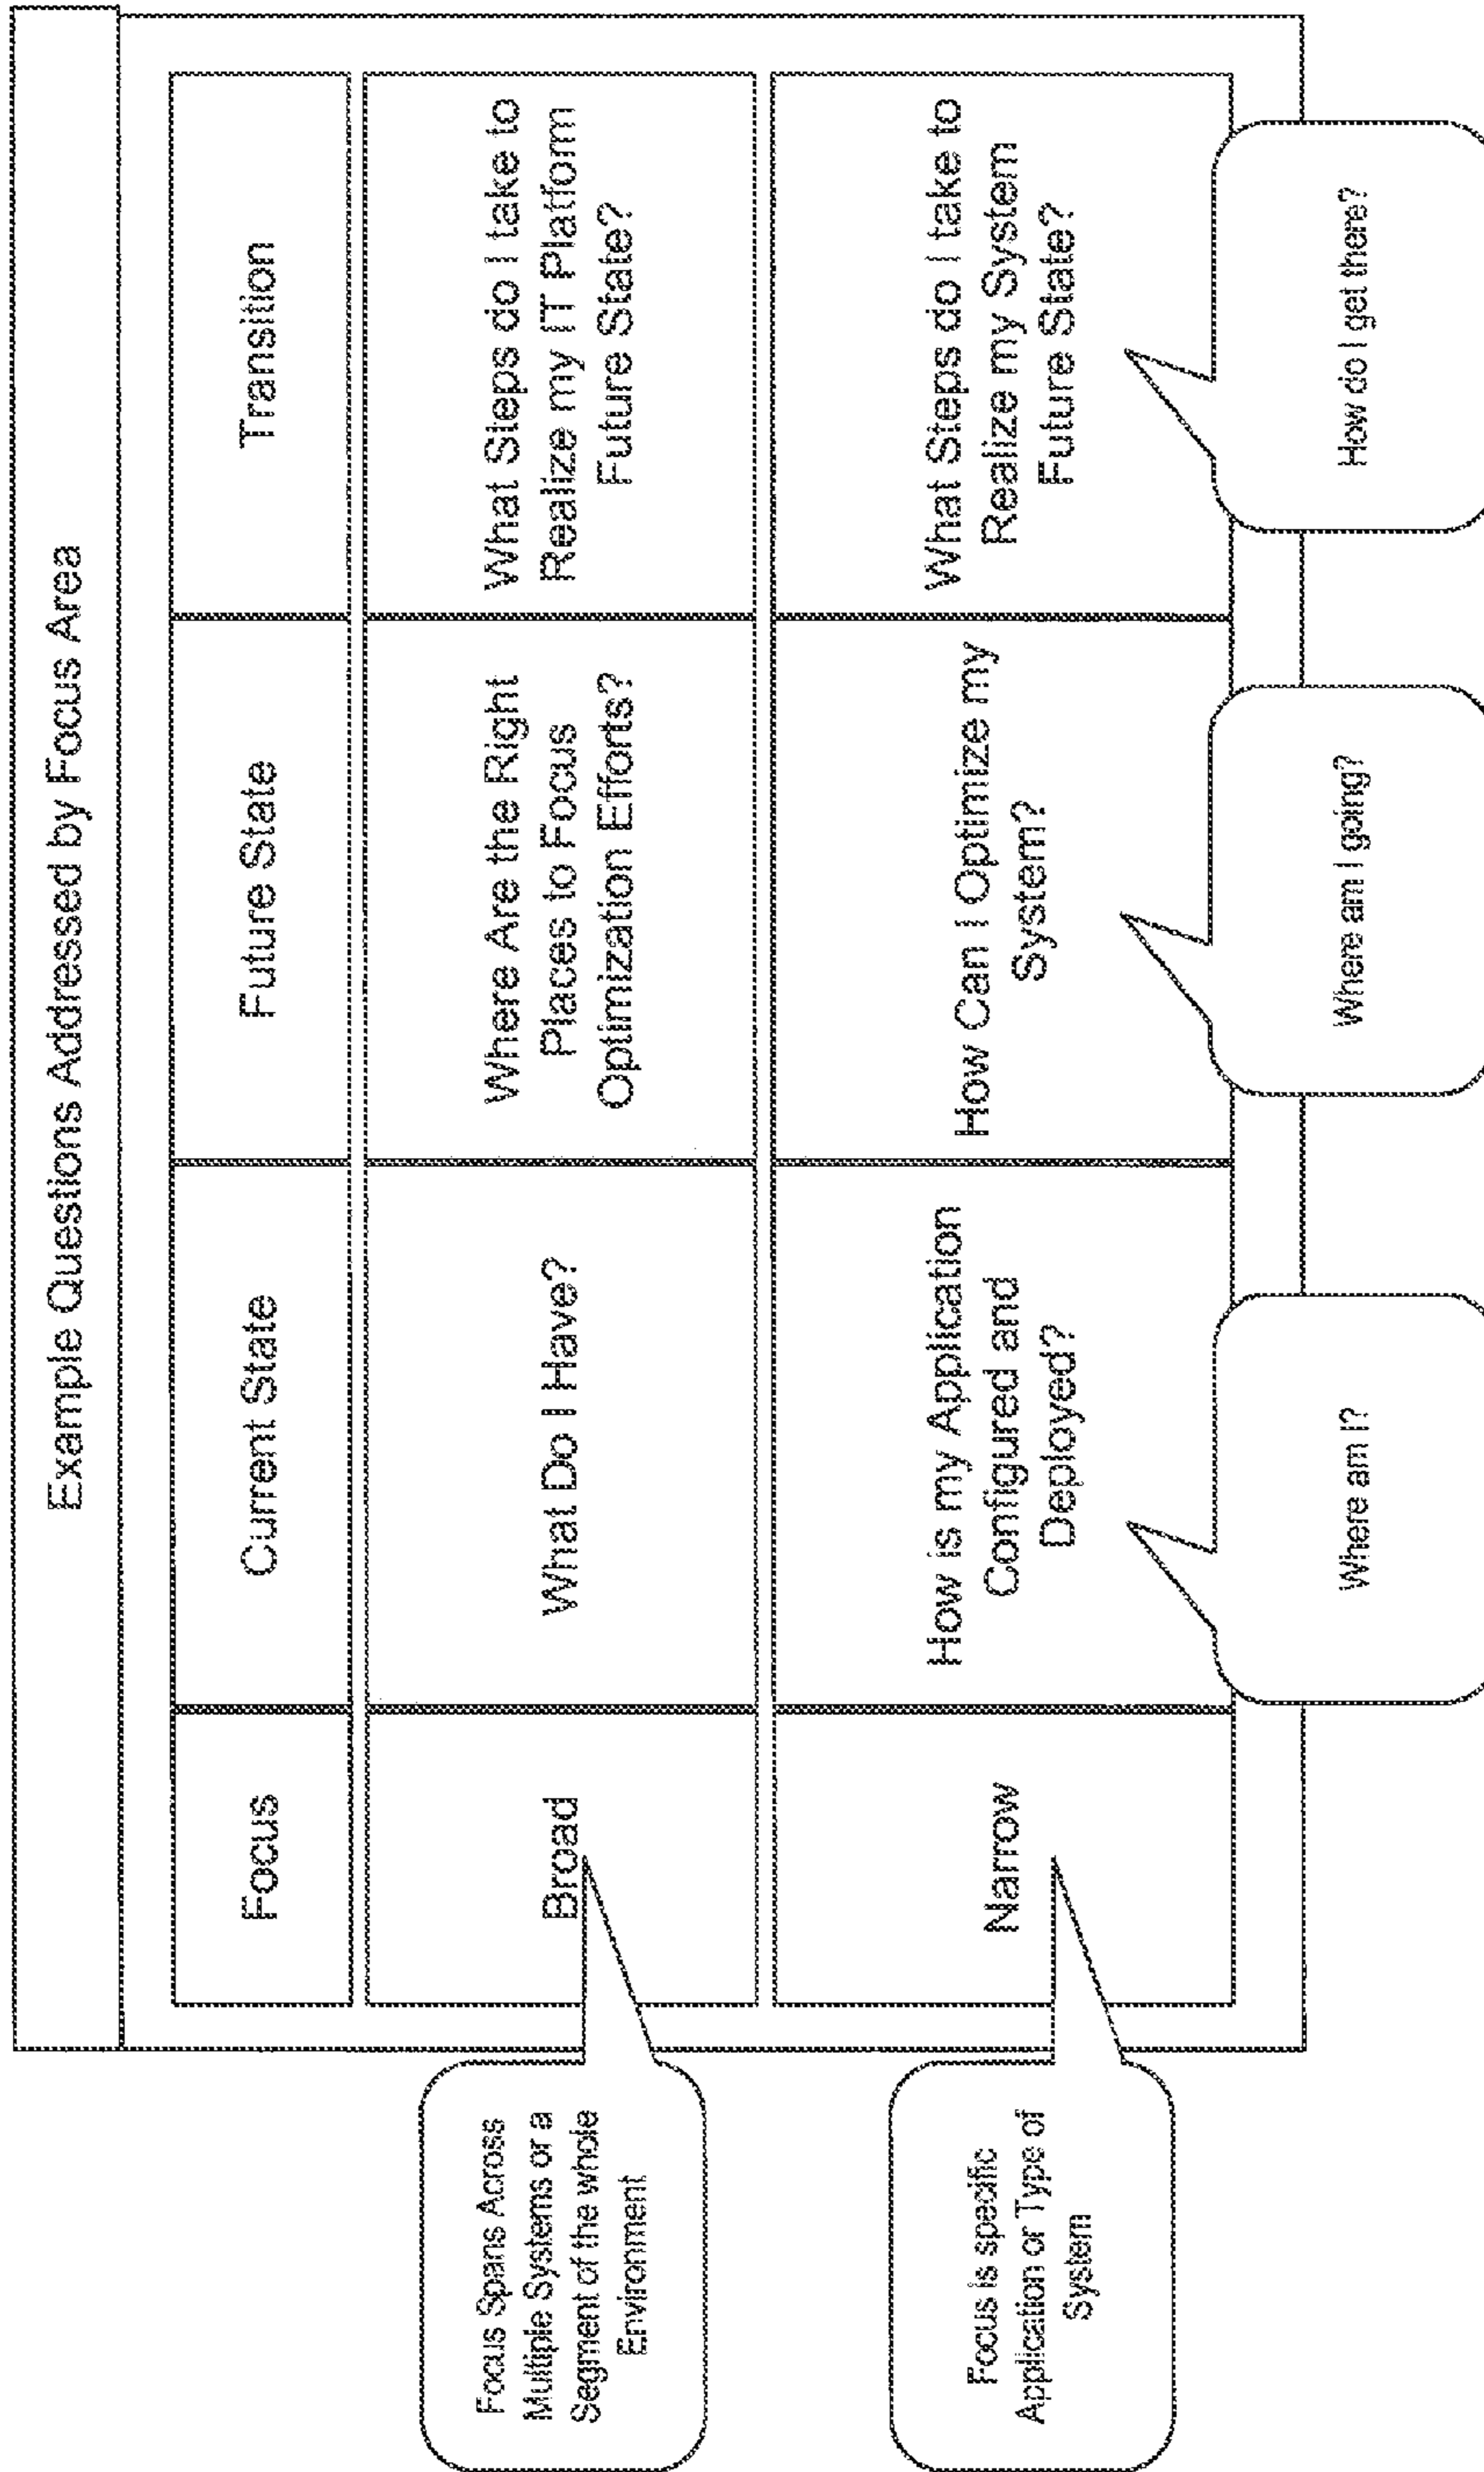 Example Questions Addressed by Focus Area
Focus
Current State
Future State
Transition
Broad
What Do I Have?
Where Are the Right
Places to Focus
Optimization Efforts?
What Steps do I take to
Realize my IT Platform
Future State?
Narrow
How is my Application
Configured and
Deployed?
How Can I Optimize my
System?
What Steps do I take to
Realize my System
Future State?
Focus Spans Across
Multiple Systems or a
Segment of the whole
Environment
Focus is specific
Application or Type of
System
Where am I?
Where am I going?
How do I get there?